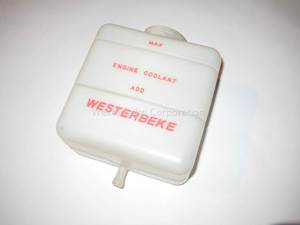 MAX
ENGINE COOLANT
ADD
WESTERBEKE